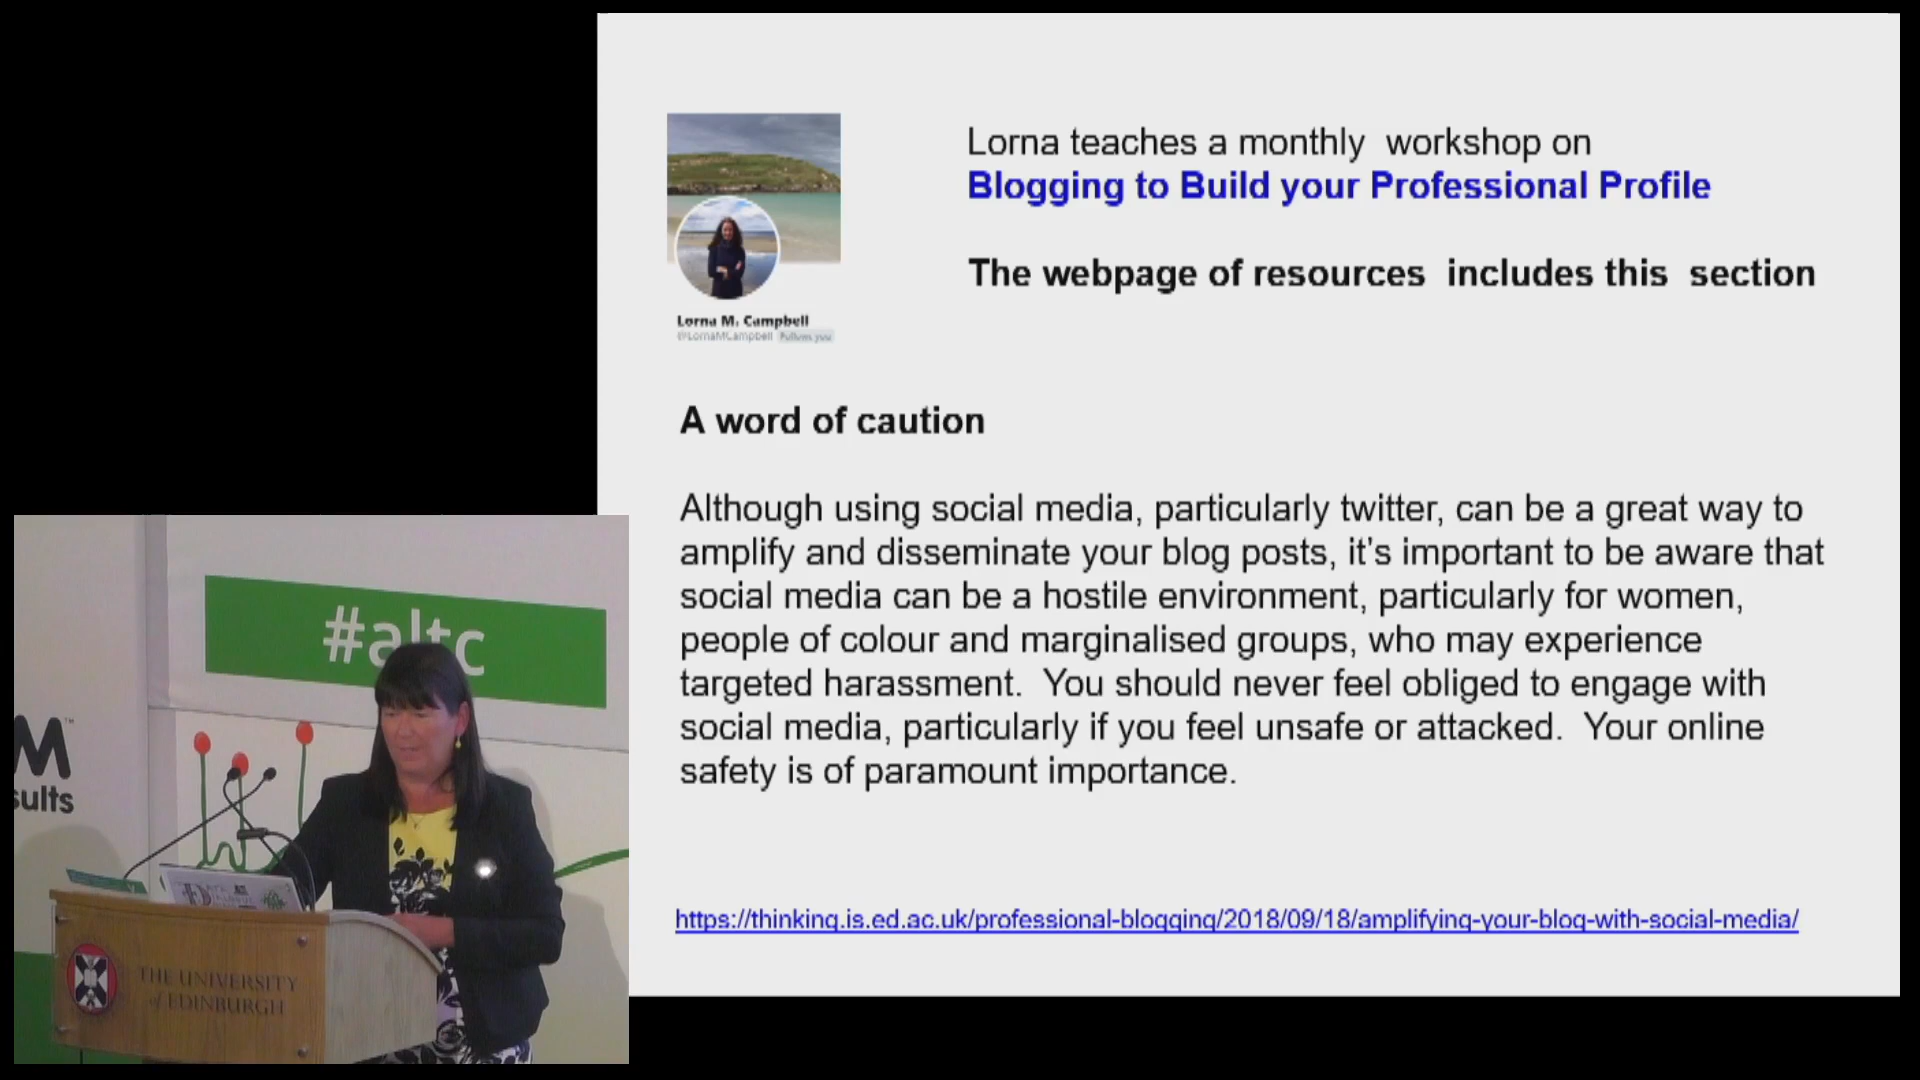 Lorna teaches a monthly workshop on
Blogging to Build your Professional Profile
The webpage of resources includes this section
Lorna M. Campbell
@LornaMCampbell Follows you
A word of caution
Although using social media, particularly twitter, can be a great way to
amplify and disseminate your blog posts, it's important to be aware that
social media can be a hostile environment, particularly for women,
people of colour and marginalised groups, who may experience
targeted harassment. You should never feel obliged to engage with
social media, particularly if you feel unsafe or attacked. Your online
safety is of paramount importance.
https://thinking.is.ed.ac.uk/professional-blogging/2018/09/18/amplifying-your-blog-with-social-media/
#altc
M™
sults
THE UNIVERSITY
of EDINBURGH